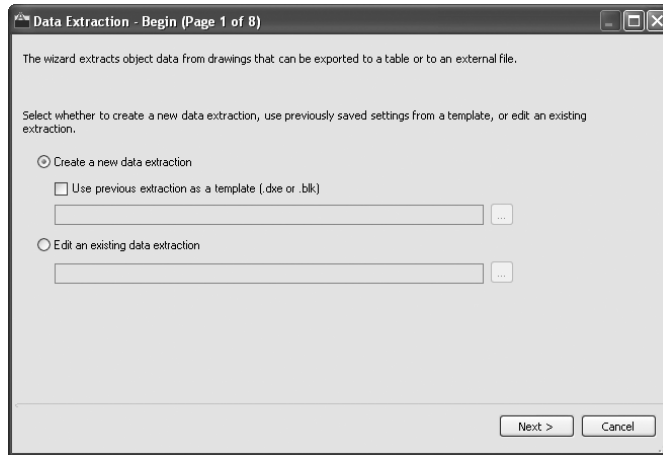 Data Extraction - Begin (Page 1 of 8)
The wizard extracts object data from drawings that can be exported to a table or to an external file.
Select whether to create a new data extraction, use previously saved settings from a template, or edit an existing
extraction.
Create a new data extraction
Use previous extraction as a template (.dxe or .blk)
...
Edit an existing data extraction
...
Next >
Cancel